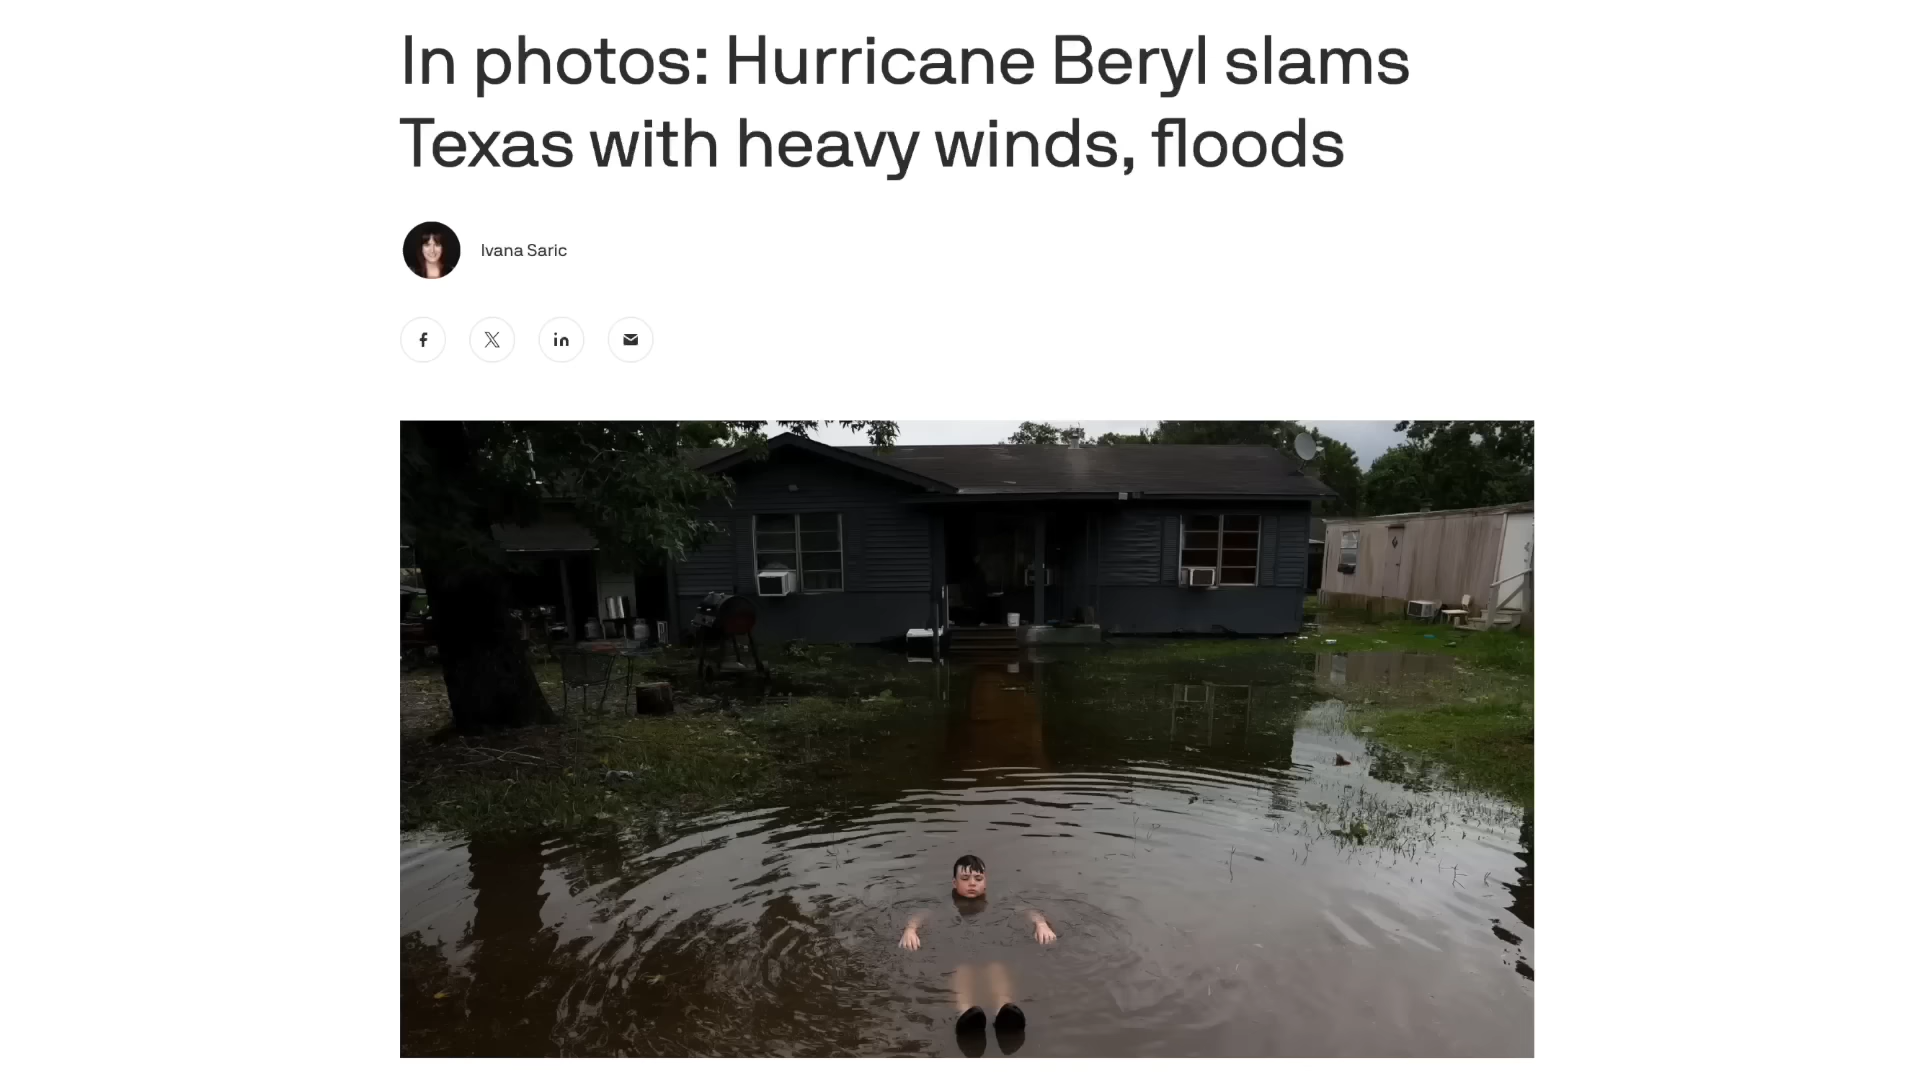 In photos: Hurricane Beryl slams
Texas with heavy winds, floods
Ivana Saric